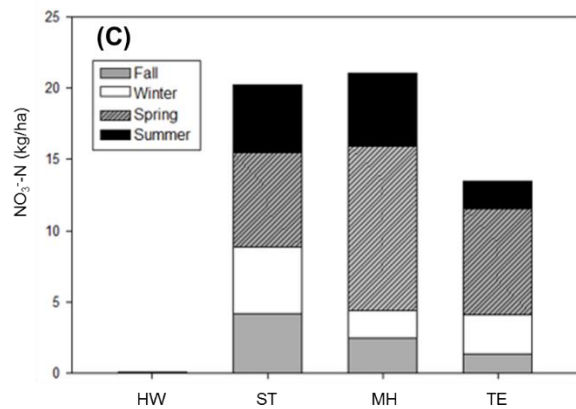 (C)
Fall
Winter
Spring
Summer
NO₃⁻-N (kg/ha)
25
20
15
10
5
0
HW ST MH TE